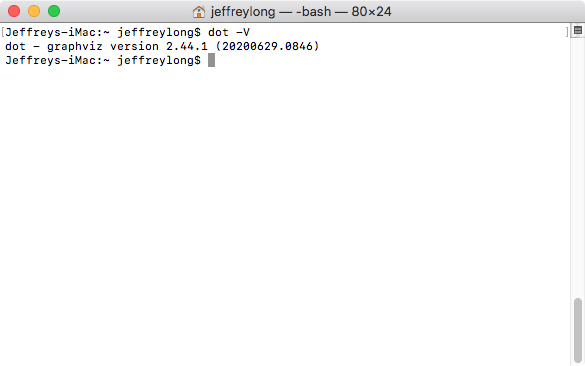 jeffreylong — -bash — 80×24
[Jeffreys-iMac:~ jeffreylong$ dot -V ]
dot - graphviz version 2.44.1 (20200629.0846)
Jeffreys-iMac:~ jeffreylong$